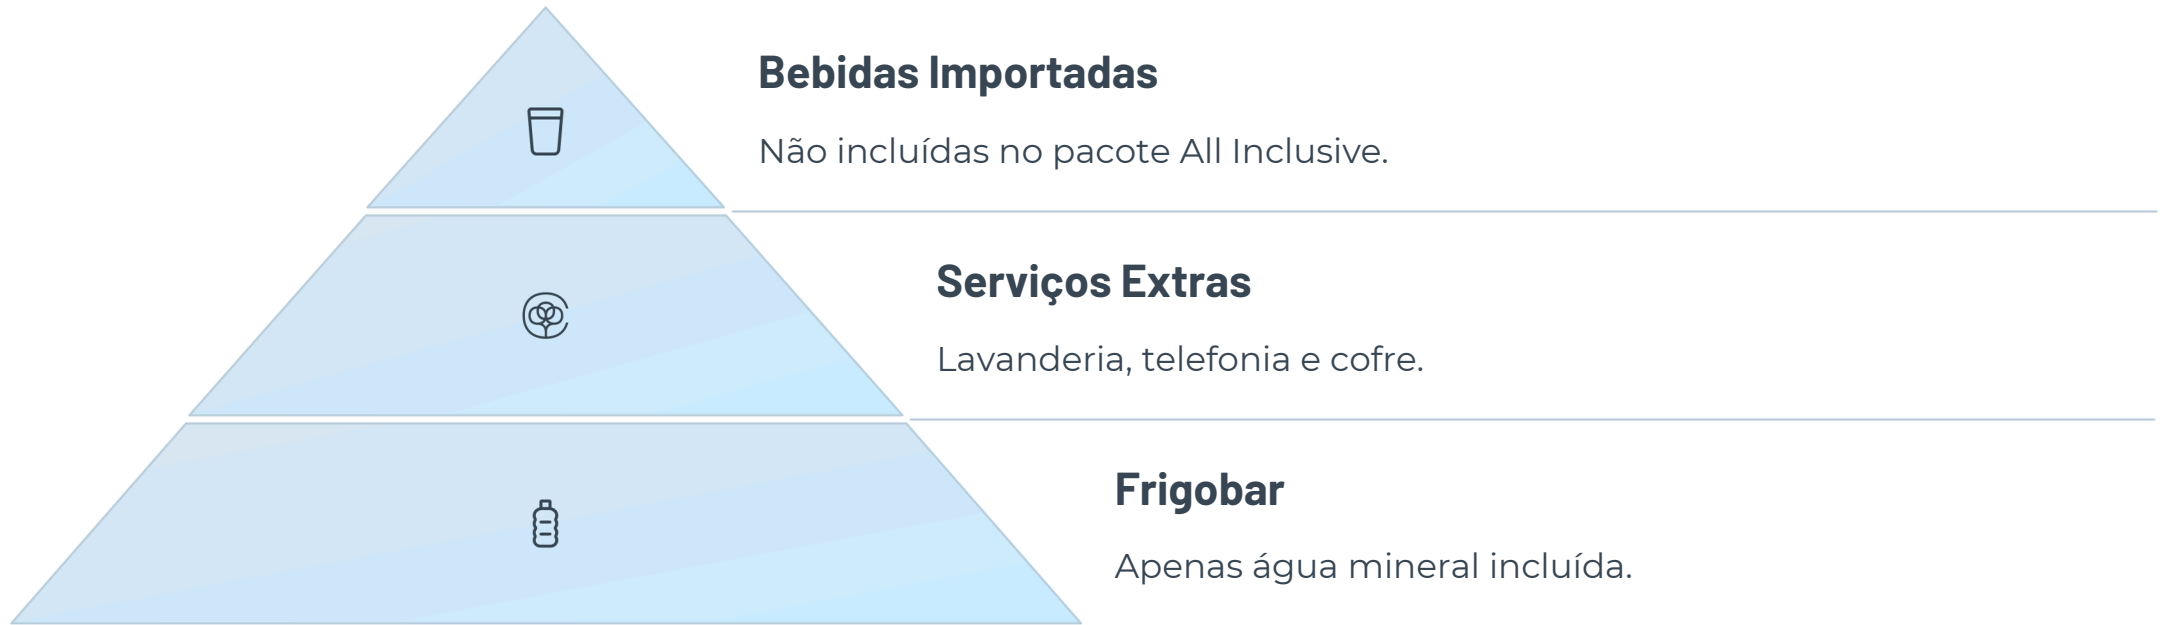 Bebidas Importadas
Não incluídas no pacote All Inclusive.
Serviços Extras
Lavanderia, telefonia e cofre.
Frigobar
Apenas água mineral incluída.